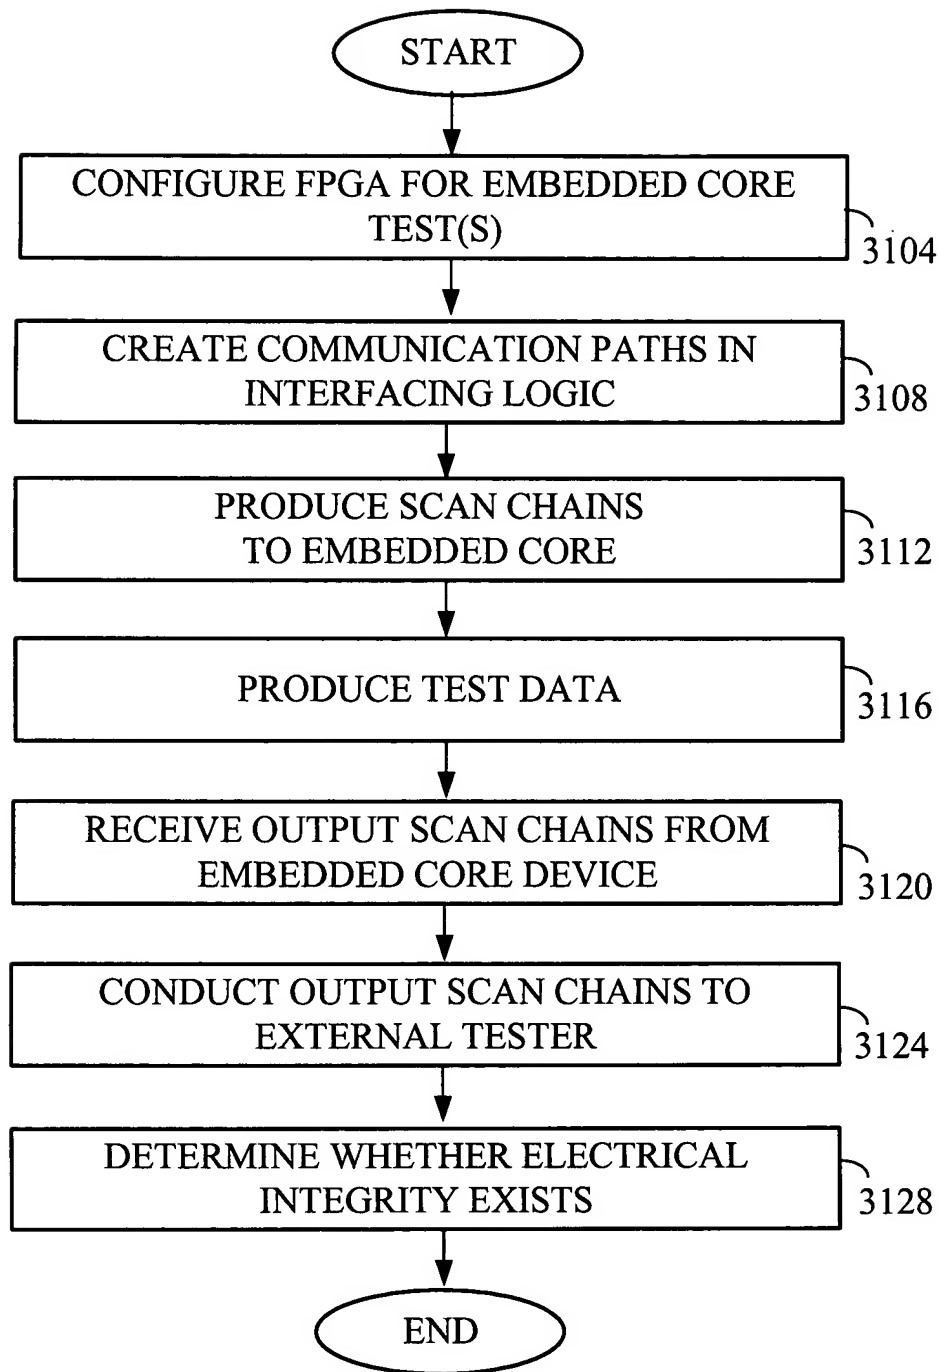 START
CONFIGURE FPGA FOR EMBEDDED CORE
TEST(S)
3104
CREATE COMMUNICATION PATHS IN
INTERFACING LOGIC
3108
PRODUCE SCAN CHAINS
TO EMBEDDED CORE
3112
PRODUCE TEST DATA
3116
RECEIVE OUTPUT SCAN CHAINS FROM
EMBEDDED CORE DEVICE
3120
CONDUCT OUTPUT SCAN CHAINS TO
EXTERNAL TESTER
3124
DETERMINE WHETHER ELECTRICAL
INTEGRITY EXISTS
3128
END